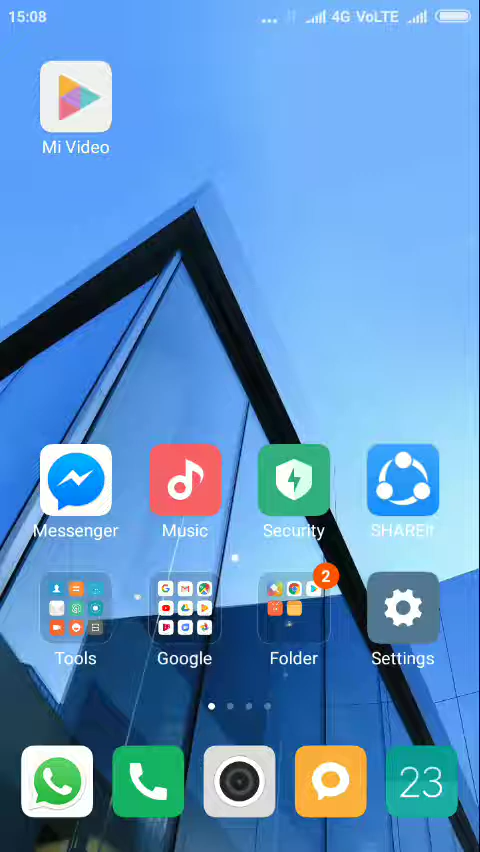 15:08
... 4G VoLTE
Mi Video
Messenger Music Security SHAREit
2
Tools Google Folder Settings
23